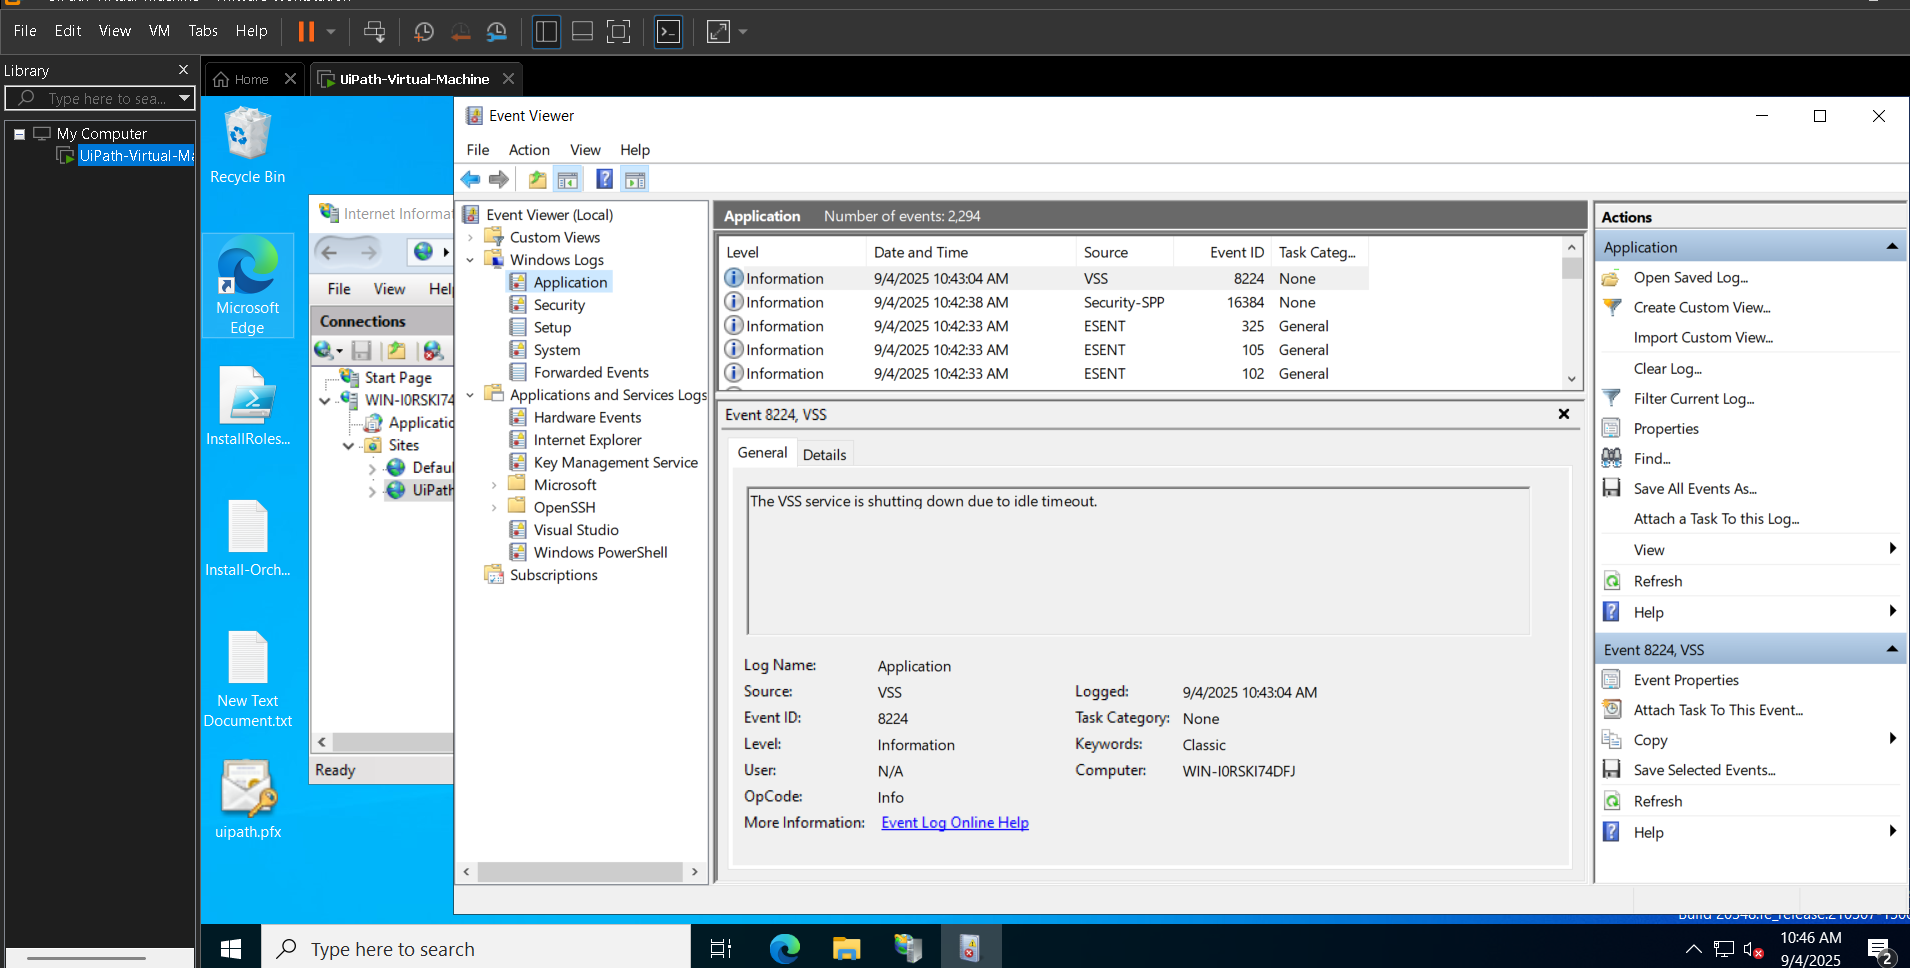 File Edit View VM Tabs Help
Library
Type here to sea...
My Computer
UiPath-Virtual-Ma
Home
UiPath-Virtual-Machine
Recycle Bin
Microsoft
Edge
InstallRoles...
Install-Orch...
New Text
Document.txt
uipath.pfx
Internet Informat
File View Help
Connections
Start Page
WIN-I0RSKI74
Applicatio
Sites
Defaul
UiPath
Ready
Event Viewer
File Action View Help
Event Viewer (Local)
Custom Views
Windows Logs
Application
Security
Setup
System
Forwarded Events
Applications and Services Logs
Hardware Events
Internet Explorer
Key Management Service
Microsoft
OpenSSH
Visual Studio
Windows PowerShell
Subscriptions
Application Number of events: 2,294
Level Date and Time Source Event ID Task Categ...
Information 9/4/2025 10:43:04 AM VSS 8224 None
Information 9/4/2025 10:42:38 AM Security-SPP 16384 None
Information 9/4/2025 10:42:33 AM ESENT 325 General
Information 9/4/2025 10:42:33 AM ESENT 105 General
Information 9/4/2025 10:42:33 AM ESENT 102 General
Event 8224, VSS
General Details
The VSS service is shutting down due to idle timeout.
Log Name: Application
Source: VSS Logged: 9/4/2025 10:43:04 AM
Event ID: 8224 Task Category: None
Level: Information Keywords: Classic
User: N/A Computer: WIN-I0RSKI74DFJ
OpCode: Info
More Information: Event Log Online Help
Actions
Application
Open Saved Log...
Create Custom View...
Import Custom View...
Clear Log...
Filter Current Log...
Properties
Find...
Save All Events As...
Attach a Task To this Log...
View
Refresh
Help
Event 8224, VSS
Event Properties
Attach Task To This Event...
Copy
Save Selected Events...
Refresh
Help
Type here to search
10:46 AM
9/4/2025
2